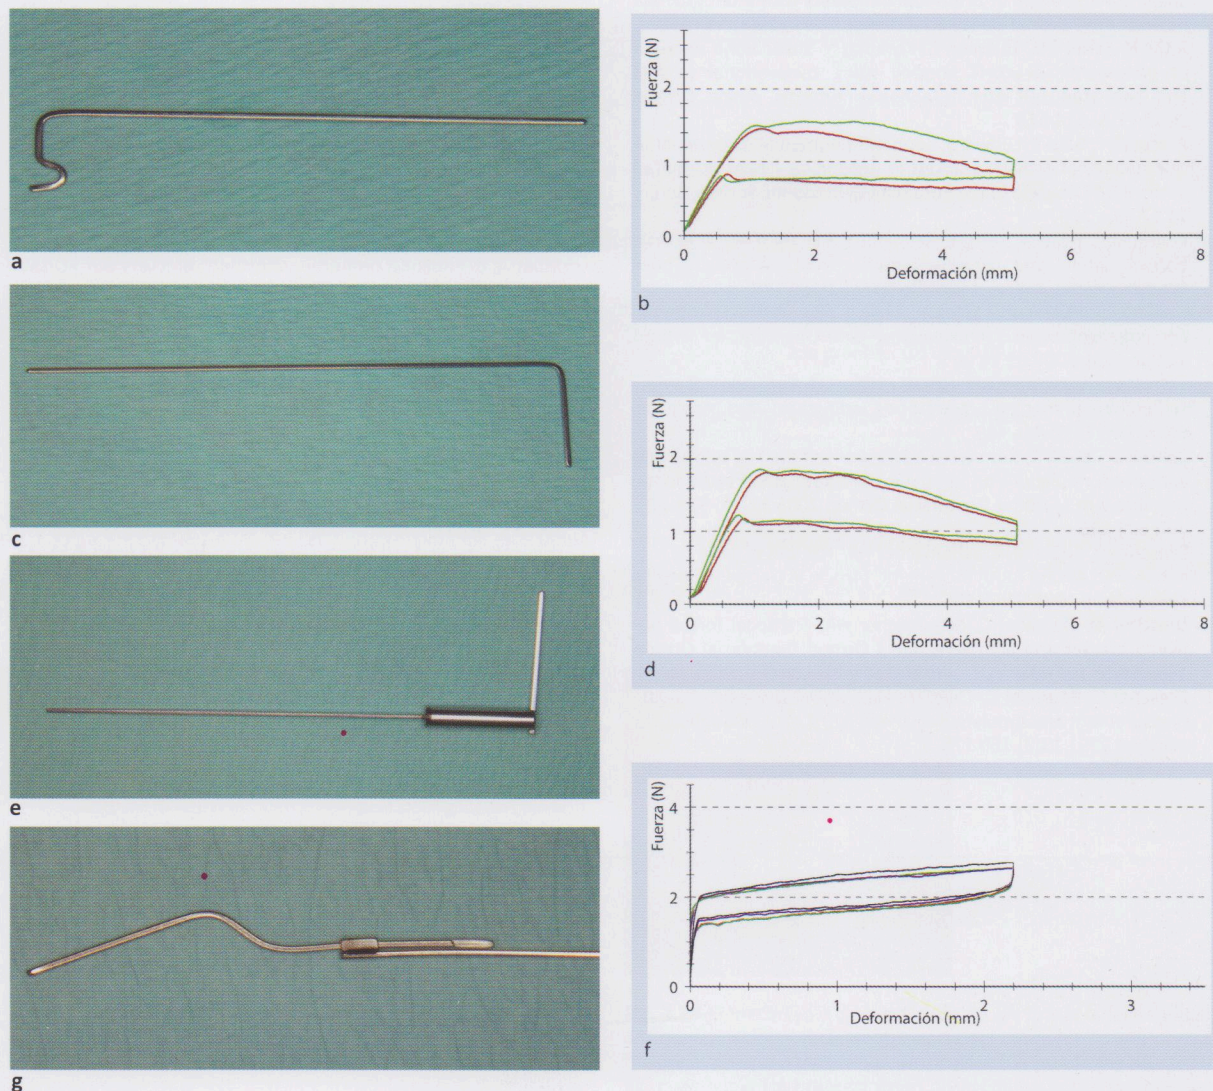 a
Fuerza (N)
2
1
0
0 2 4 6 8
Deformación (mm)
b
c
Fuerza (N)
2
1
0
0 2 4 6 8
Deformación (mm)
d
e
Fuerza (N)
4
2
0
0 1 2 3
Deformación (mm)
f
g